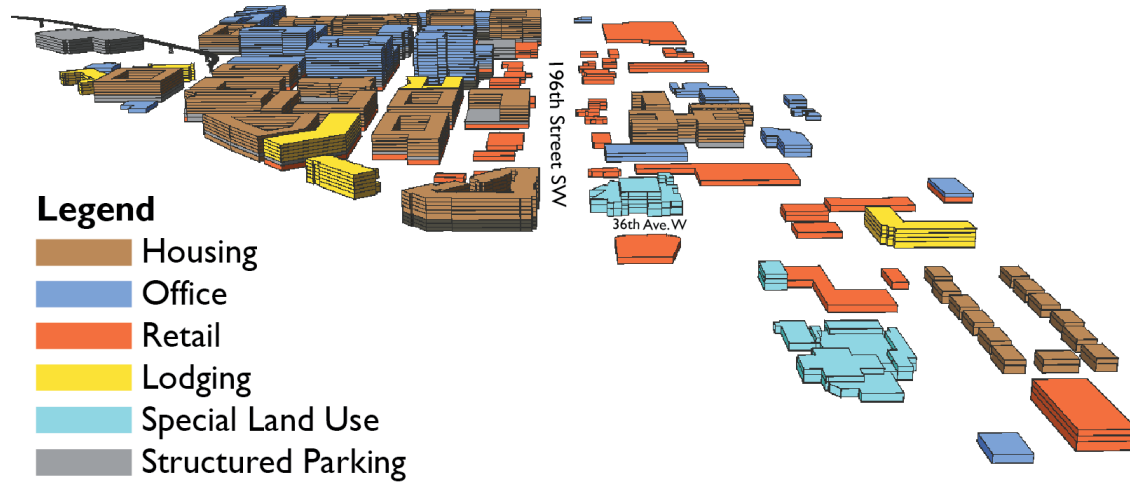 196th Street SW
36th Ave. W
Legend
Housing
Office
Retail
Lodging
Special Land Use
Structured Parking